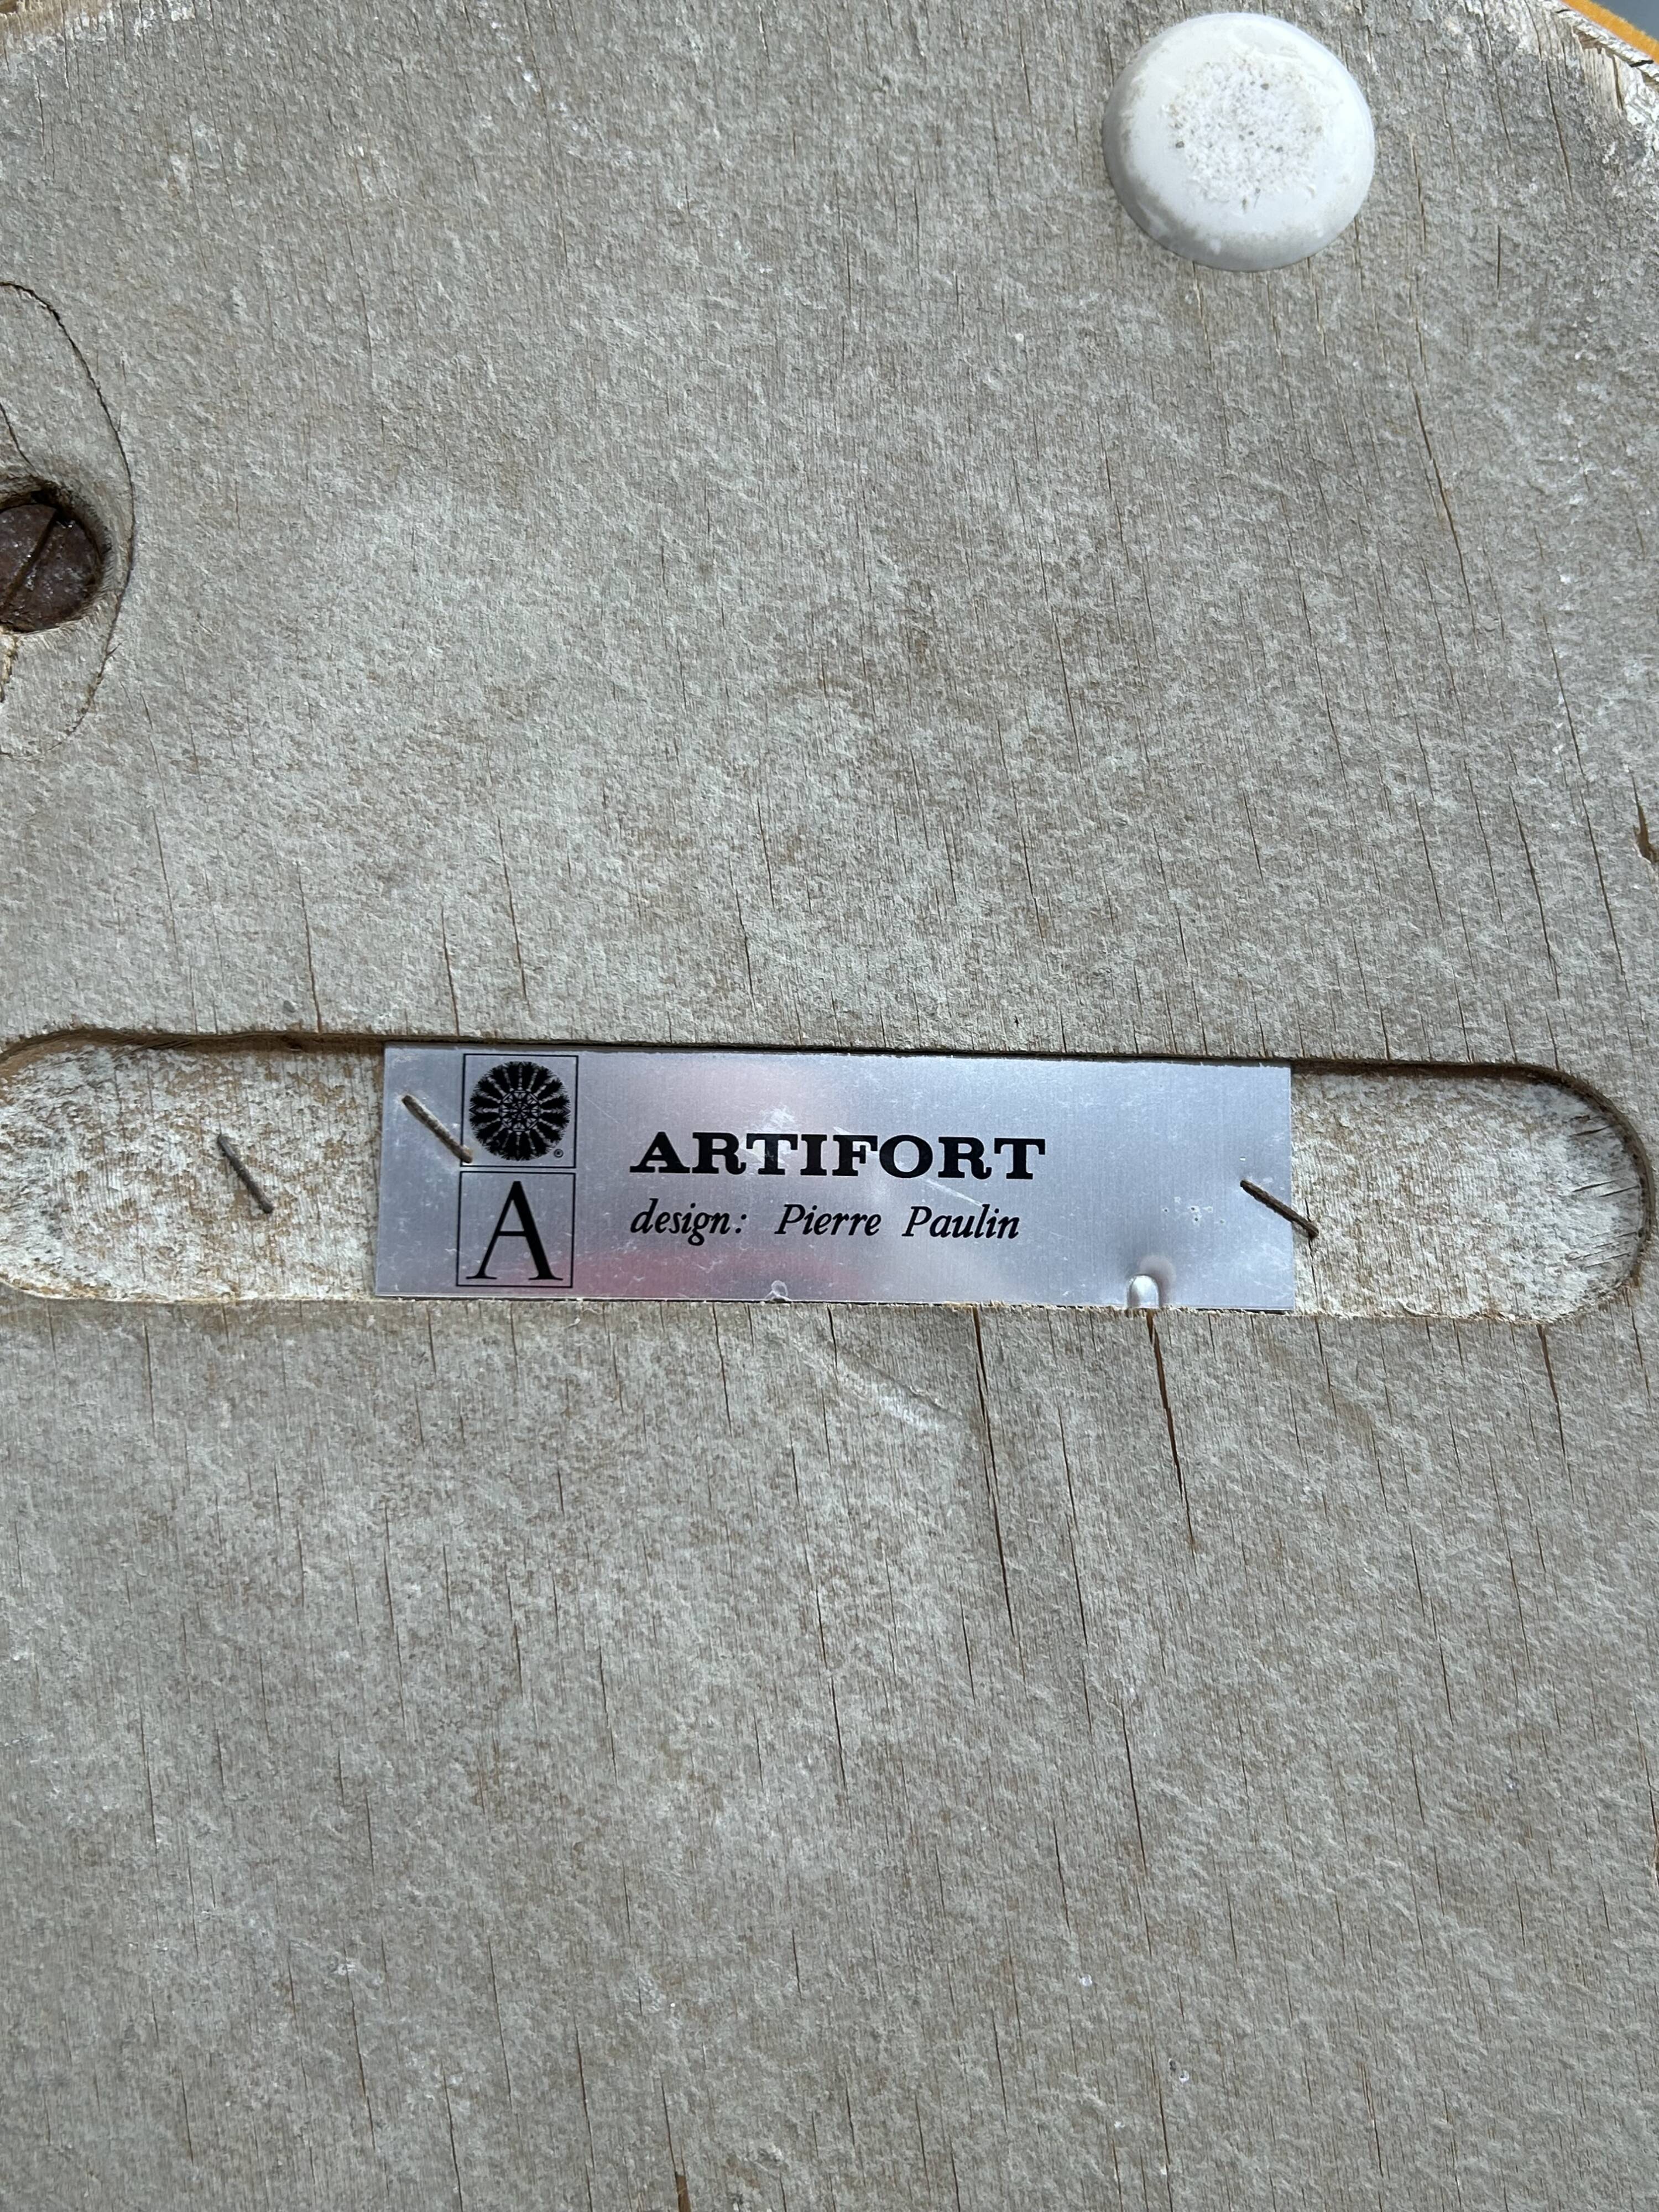 ®
A
ARTIFORT
design: Pierre Paulin